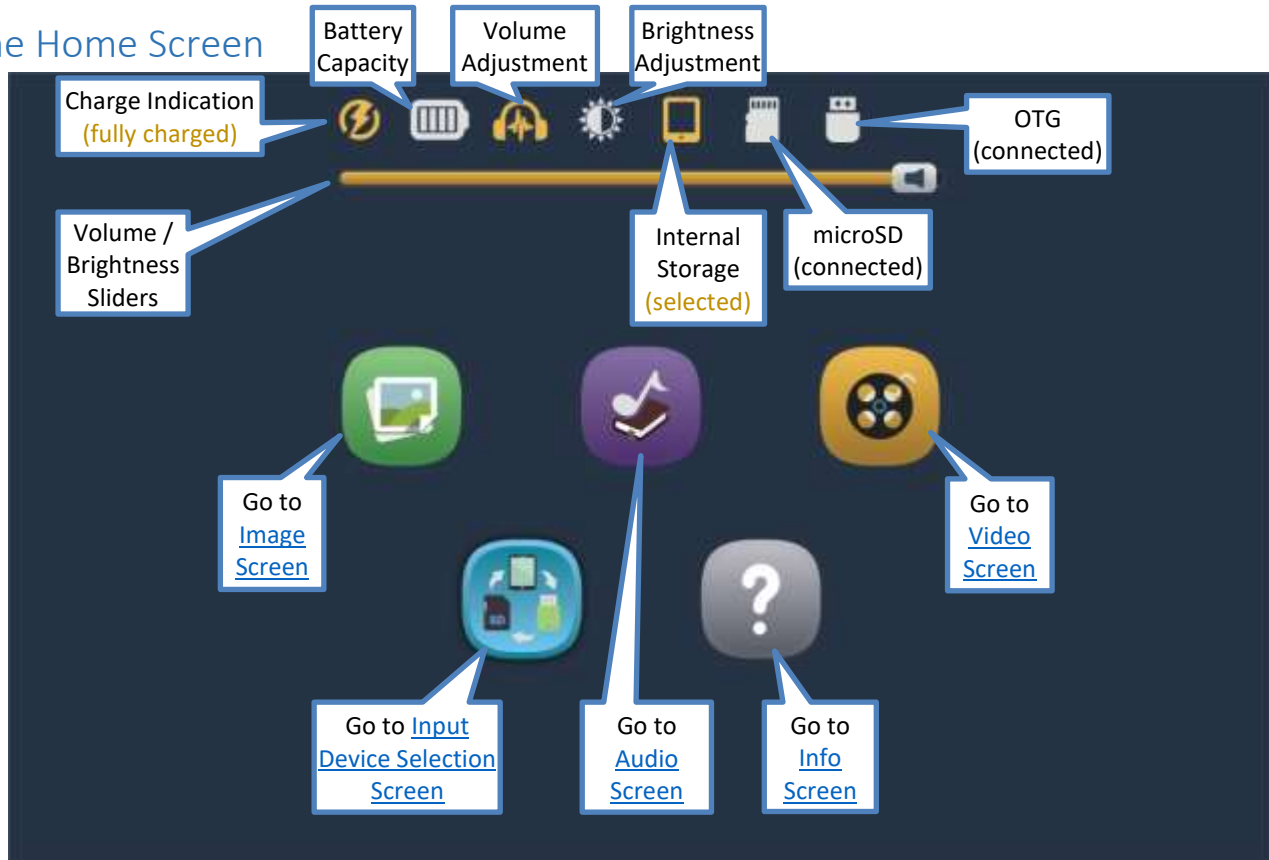 e Home Screen
Battery
Capacity
Volume
Adjustment
Brightness
Adjustment
Charge Indication
(fully charged)
OTG
(connected)
Volume /
Brightness
Sliders
Internal
Storage
(selected)
microSD
(connected)
Go to
Image
Screen
Go to
Video
Screen
SD
?
Go to Input
Device Selection
Screen
Go to
Audio
Screen
Go to
Info
Screen